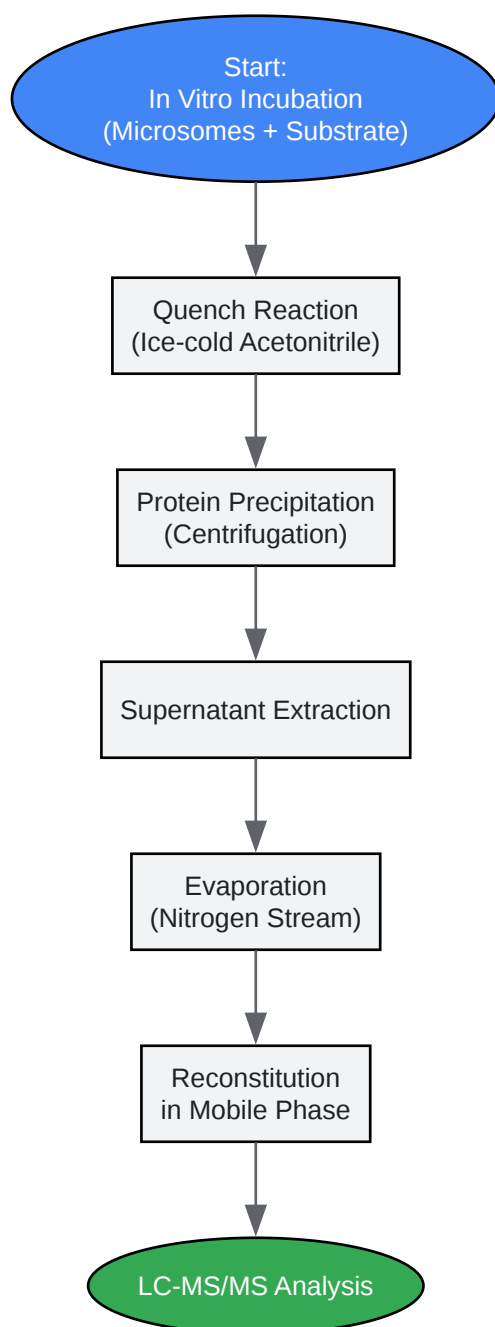 Start:
In Vitro Incubation
(Microsomes + Substrate)
Quench Reaction
(Ice-cold Acetonitrile)
Protein Precipitation
(Centrifugation)
Supernatant Extraction
Evaporation
(Nitrogen Stream)
Reconstitution
in Mobile Phase
LC-MS/MS Analysis